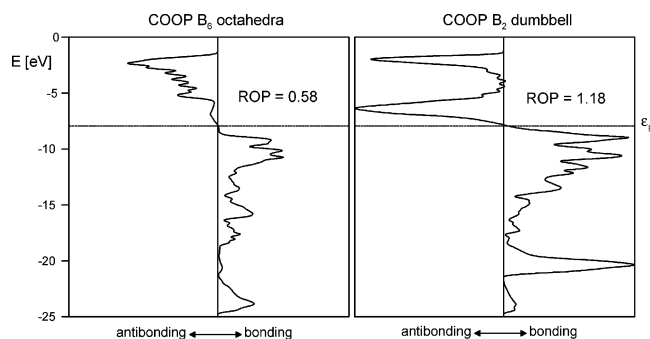 COOP B₆ octahedra
COOP B₂ dumbbell
E [eV]
0
-5
-10
-15
-20
-25
ROP = 0.58
ROP = 1.18
antibonding bonding
antibonding bonding